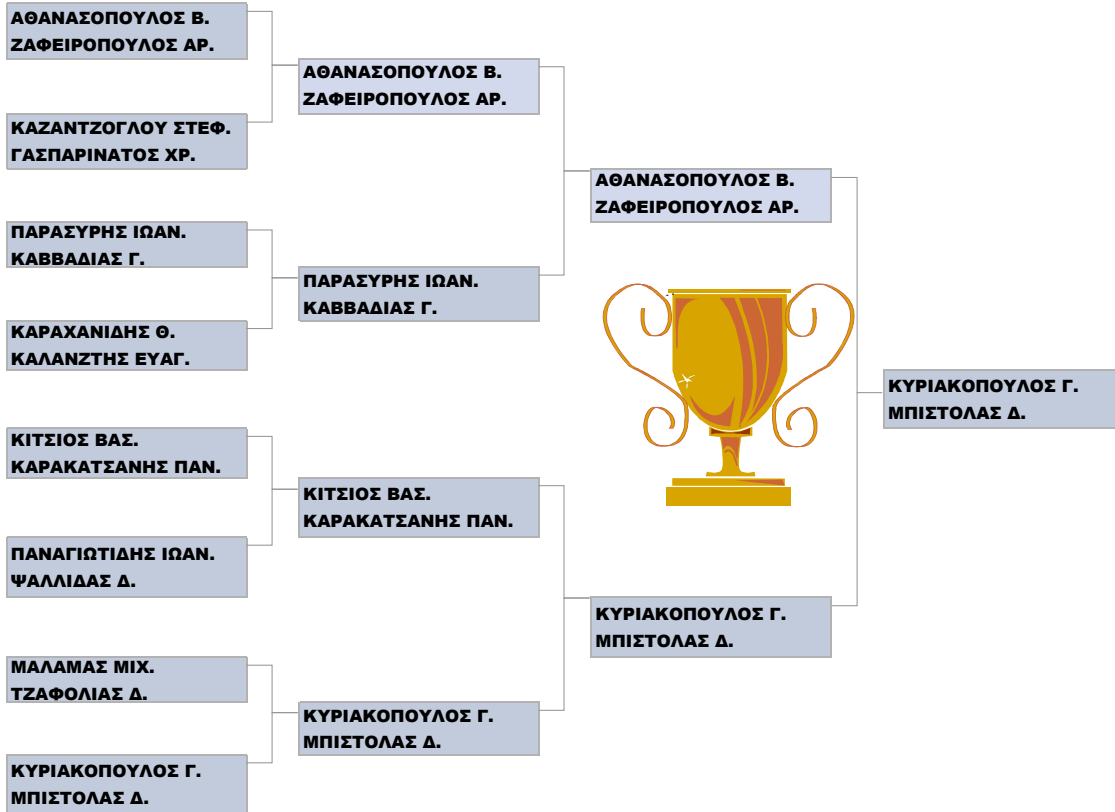 ΑΘΑΝΑΣΟΠΟΥΛΟΣ Β.
ΖΑΦΕΙΡΟΠΟΥΛΟΣ ΑΡ.
ΚΑΖΑΝΤΖΟΓΛΟΥ ΣΤΕΦ.
ΓΑΣΠΑΡΙΝΑΤΟΣ ΧΡ.
ΠΑΡΑΣΥΡΗΣ ΙΩΑΝ.
ΚΑΒΒΑΔΙΑΣ Γ.
ΚΑΡΑΧΑΝΙΔΗΣ Θ.
ΚΑΛΑΝΖΤΗΣ ΕΥΑΓ.
ΚΙΤΣΙΟΣ ΒΑΣ.
ΚΑΡΑΚΑΤΣΑΝΗΣ ΠΑΝ.
ΠΑΝΑΓΙΩΤΙΔΗΣ ΙΩΑΝ.
ΨΑΛΛΙΔΑΣ Δ.
ΜΑΛΑΜΑΣ ΜΙΧ.
ΤΖΑΦΟΛΙΑΣ Δ.
ΚΥΡΙΑΚΟΠΟΥΛΟΣ Γ.
ΜΠΙΣΤΟΛΑΣ Δ.
ΑΘΑΝΑΣΟΠΟΥΛΟΣ Β.
ΖΑΦΕΙΡΟΠΟΥΛΟΣ ΑΡ.
ΠΑΡΑΣΥΡΗΣ ΙΩΑΝ.
ΚΑΒΒΑΔΙΑΣ Γ.
ΚΙΤΣΙΟΣ ΒΑΣ.
ΚΑΡΑΚΑΤΣΑΝΗΣ ΠΑΝ.
ΚΥΡΙΑΚΟΠΟΥΛΟΣ Γ.
ΜΠΙΣΤΟΛΑΣ Δ.
ΑΘΑΝΑΣΟΠΟΥΛΟΣ Β.
ΖΑΦΕΙΡΟΠΟΥΛΟΣ ΑΡ.
ΚΥΡΙΑΚΟΠΟΥΛΟΣ Γ.
ΜΠΙΣΤΟΛΑΣ Δ.
ΚΥΡΙΑΚΟΠΟΥΛΟΣ Γ.
ΜΠΙΣΤΟΛΑΣ Δ.